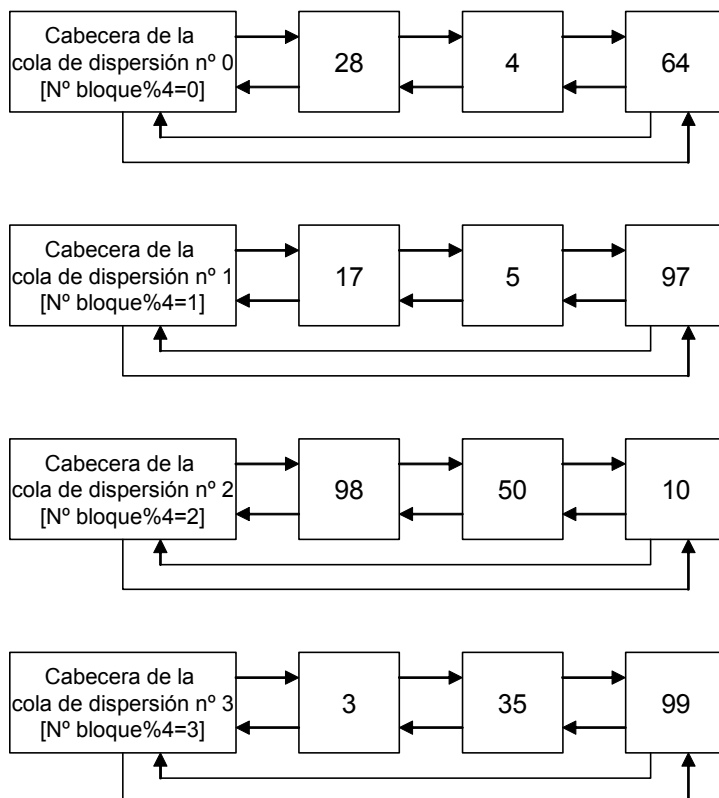 Cabecera de la
cola de dispersión nº 0
[Nº bloque%4=0]
28
4
64
Cabecera de la
cola de dispersión nº 1
[Nº bloque%4=1]
17
5
97
Cabecera de la
cola de dispersión nº 2
[Nº bloque%4=2]
98
50
10
Cabecera de la
cola de dispersión nº 3
[Nº bloque%4=3]
3
35
99